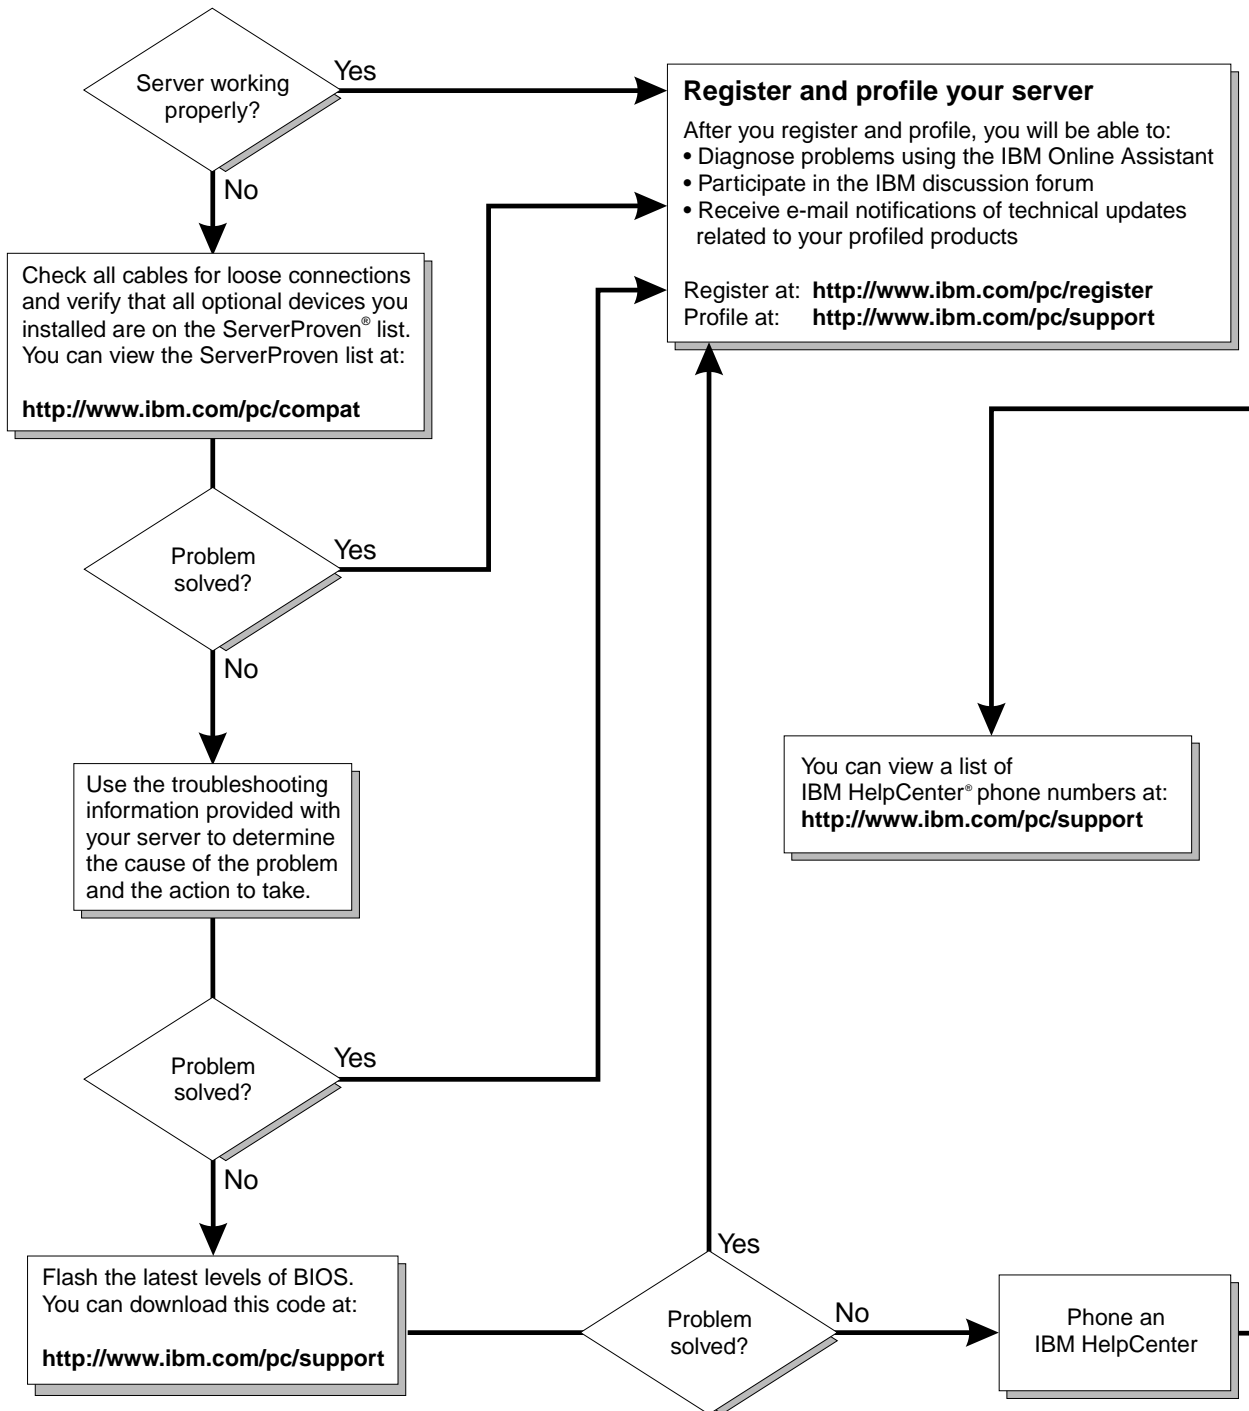 Server working
properly?
Yes
No
Register and profile your server
After you register and profile, you will be able to:
• Diagnose problems using the IBM Online Assistant
• Participate in the IBM discussion forum
• Receive e-mail notifications of technical updates
related to your profiled products
Register at: http://www.ibm.com/pc/register
Profile at: http://www.ibm.com/pc/support
Check all cables for loose connections
and verify that all optional devices you
installed are on the ServerProven® list.
You can view the ServerProven list at:
http://www.ibm.com/pc/compat
Problem
solved?
Yes
No
Use the troubleshooting
information provided with
your server to determine
the cause of the problem
and the action to take.
You can view a list of
IBM HelpCenter® phone numbers at:
http://www.ibm.com/pc/support
Problem
solved?
Yes
No
Flash the latest levels of BIOS.
You can download this code at:
http://www.ibm.com/pc/support
Problem
solved?
Yes
No
Phone an
IBM HelpCenter